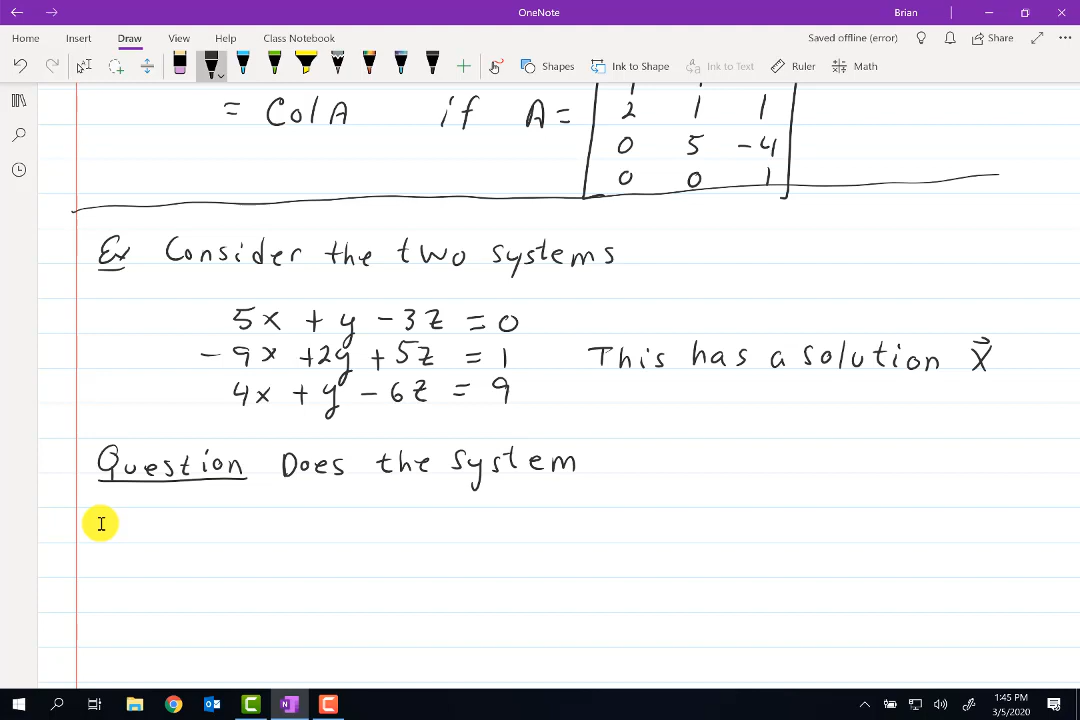 OneNote
Brian
Home Insert Draw View Help Class Notebook
Saved offline (error) Share
Shapes Ink to Shape Ink to Text Ruler Math
= Col A if A = 2 1 1
0 5 -4
0 0 1
Ex Consider the two systems
5x + y - 3z = 0
- 9x + 2y + 5z = 1 This has a solution x⃗
4x + y - 6z = 9
Question Does the system
1:45 PM
3/5/2020